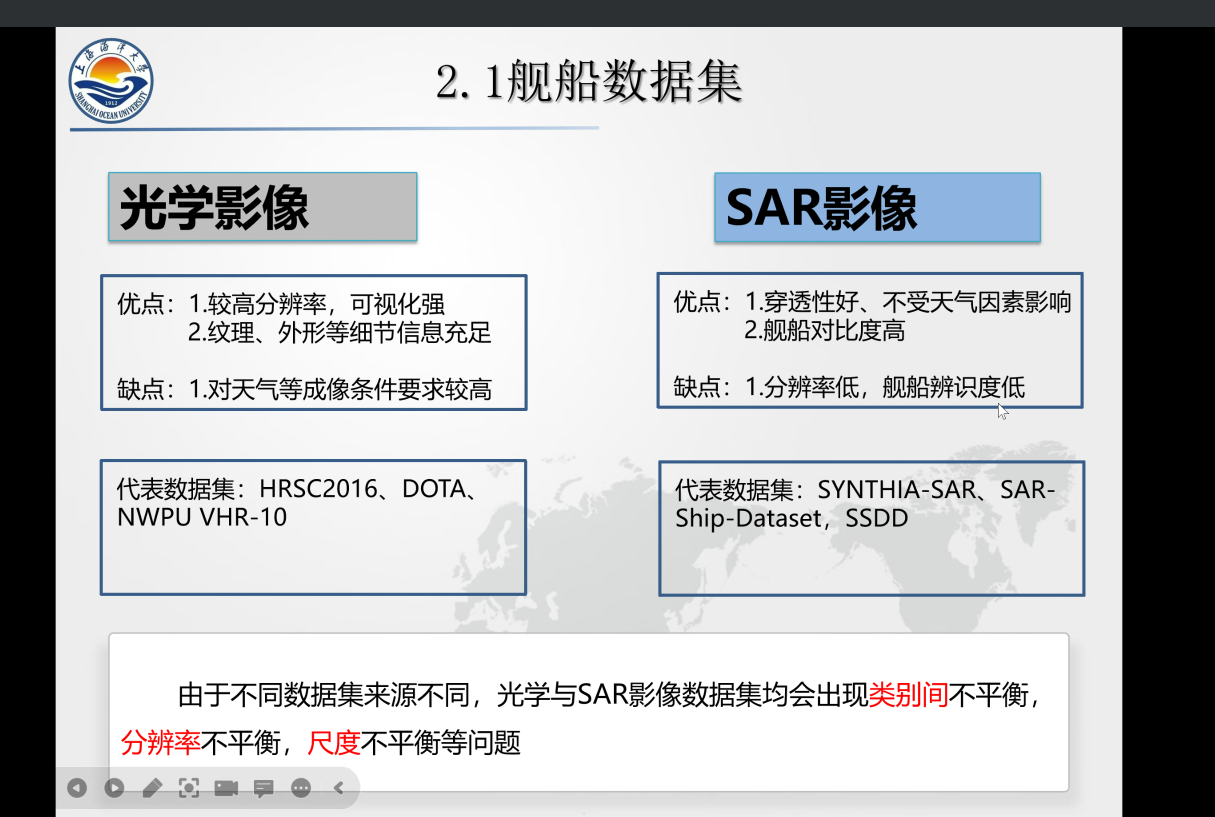 上海海洋大学
1912
SHANGHAI OCEAN UNIVERSITY
2.1舰船数据集
光学影像
优点：1.较高分辨率，可视化强
2.纹理、外形等细节信息充足
缺点：1.对天气等成像条件要求较高
代表数据集：HRSC2016、DOTA、
NWPU VHR-10
SAR影像
优点：1.穿透性好、不受天气因素影响
2.舰船对比度高
缺点：1.分辨率低，舰船辨识度低
代表数据集：SYNTHIA-SAR、SAR-
Ship-Dataset，SSDD
由于不同数据集来源不同，光学与SAR影像数据集均会出现类别间不平衡，
分辨率不平衡，尺度不平衡等问题